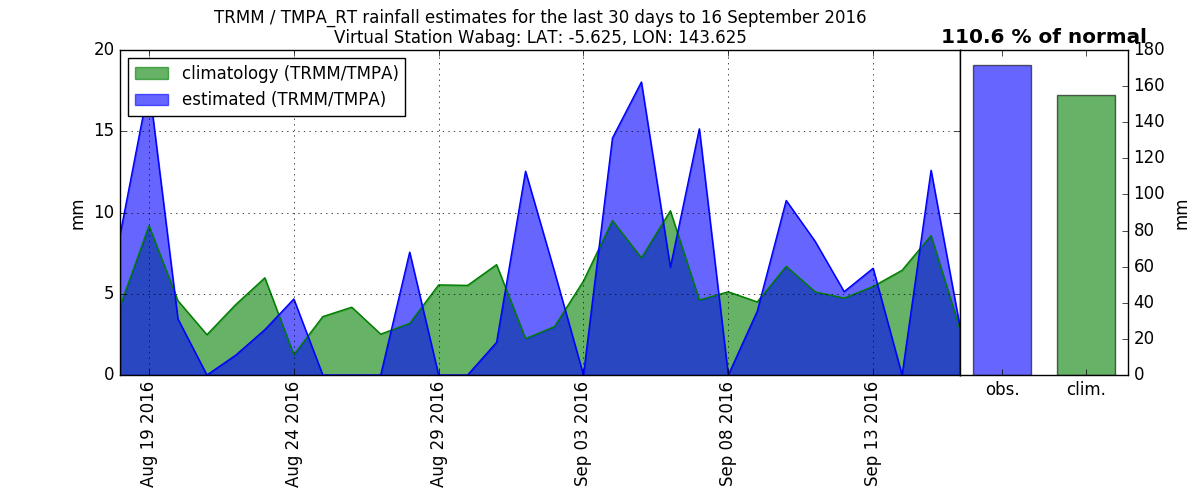 TRMM / TMPA_RT rainfall estimates for the last 30 days to 16 September 2016
Virtual Station Wabag: LAT: -5.625, LON: 143.625
110.6 % of normal
climatology (TRMM/TMPA)
estimated (TRMM/TMPA)
20
15
10
5
0
mm
Aug 19 2016
Aug 24 2016
Aug 29 2016
Sep 03 2016
Sep 08 2016
Sep 13 2016
180
160
140
120
100
80
60
40
20
0
mm
obs.
clim.